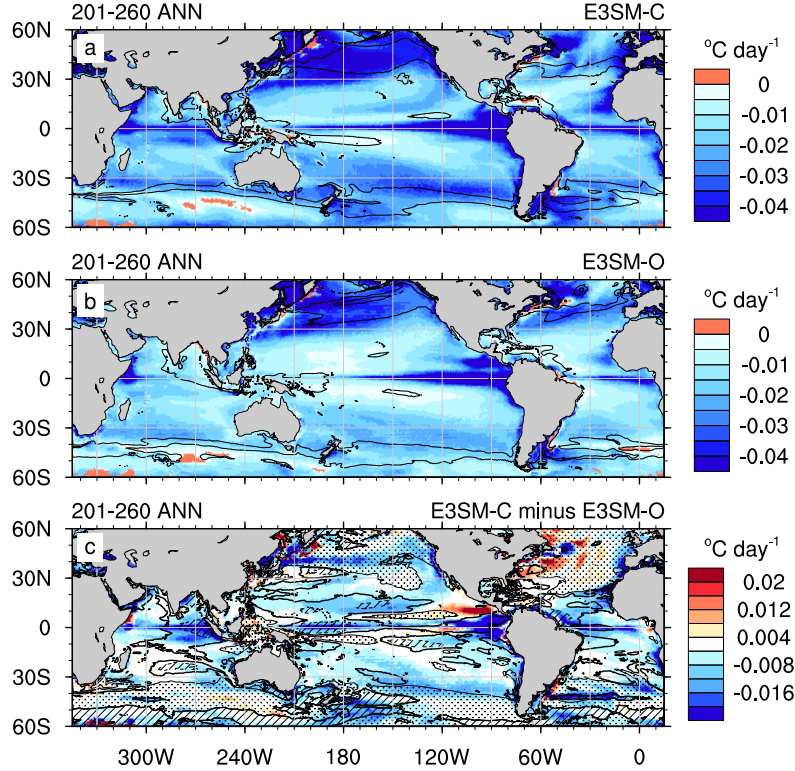 201-260 ANN E3SM-C
a
60N
30N
0
30S
60S
°C day⁻¹
0
-0.01
-0.02
-0.03
-0.04
201-260 ANN E3SM-O
b
60N
30N
0
30S
60S
°C day⁻¹
0
-0.01
-0.02
-0.03
-0.04
201-260 ANN E3SM-C minus E3SM-O
c
60N
30N
0
30S
60S
°C day⁻¹
0.02
0.012
0.004
-0.008
-0.016
300W 240W 180 120W 60W 0